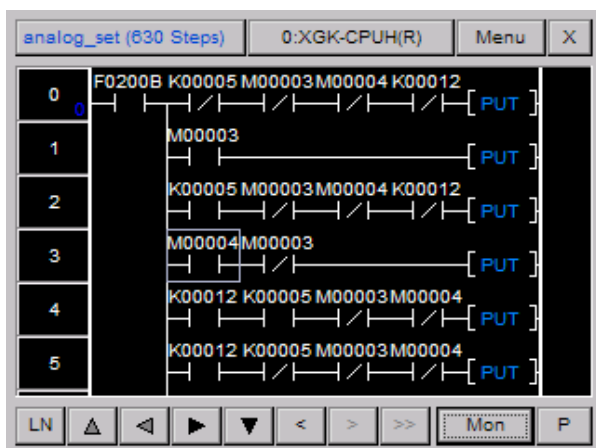 analog_set (630 Steps) 0:XGK-CPUH(R) Menu X
0 0 F0200B K00005 M00003 M00004 K00012 PUT
1 M00003 PUT
2 K00005 M00003 M00004 K00012 PUT
3 M00004 M00003 PUT
4 K00012 K00005 M00003 M00004 PUT
5 K00012 K00005 M00003 M00004 PUT
LN < > >> Mon P